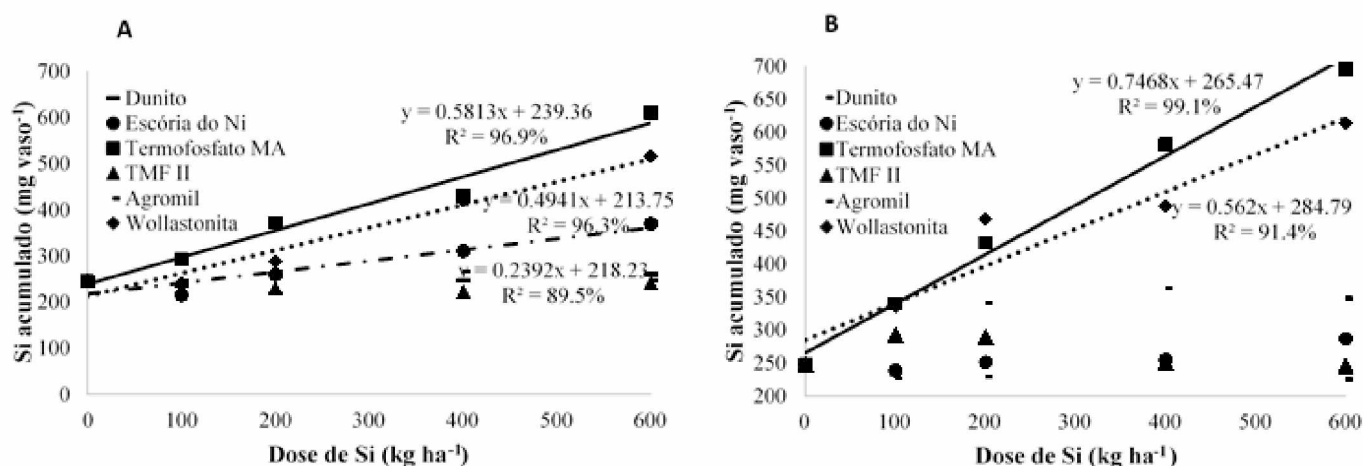 A
Si acumulado (mg vaso⁻¹)
700
600
500
400
300
200
100
0
Dunito
Escória do Ni
Termofosfato MA
TMF II
Agromil
Wollastonita
y = 0.5813x + 239.36
R² = 96.9%
y = 0.4941x + 213.75
R² = 96.3%
y = 0.2392x + 218.23
R² = 89.5%
0 100 200 300 400 500 600
Dose de Si (kg ha⁻¹)
B
Si acumulado (mg vaso⁻¹)
700
650
600
550
500
450
400
350
300
250
200
Dunito
Escória do Ni
Termofosfato MA
TMF II
Agromil
Wollastonita
y = 0.7468x + 265.47
R² = 99.1%
y = 0.562x + 284.79
R² = 91.4%
0 100 200 300 400 500 600
Dose de Si (kg ha⁻¹)